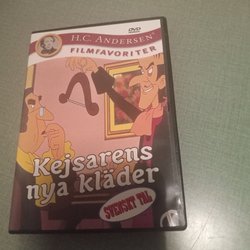 DVD
H.C. ANDERSEN
FILMFAVORITER
Kejsarens
nya kläder
SVENSKT TAL